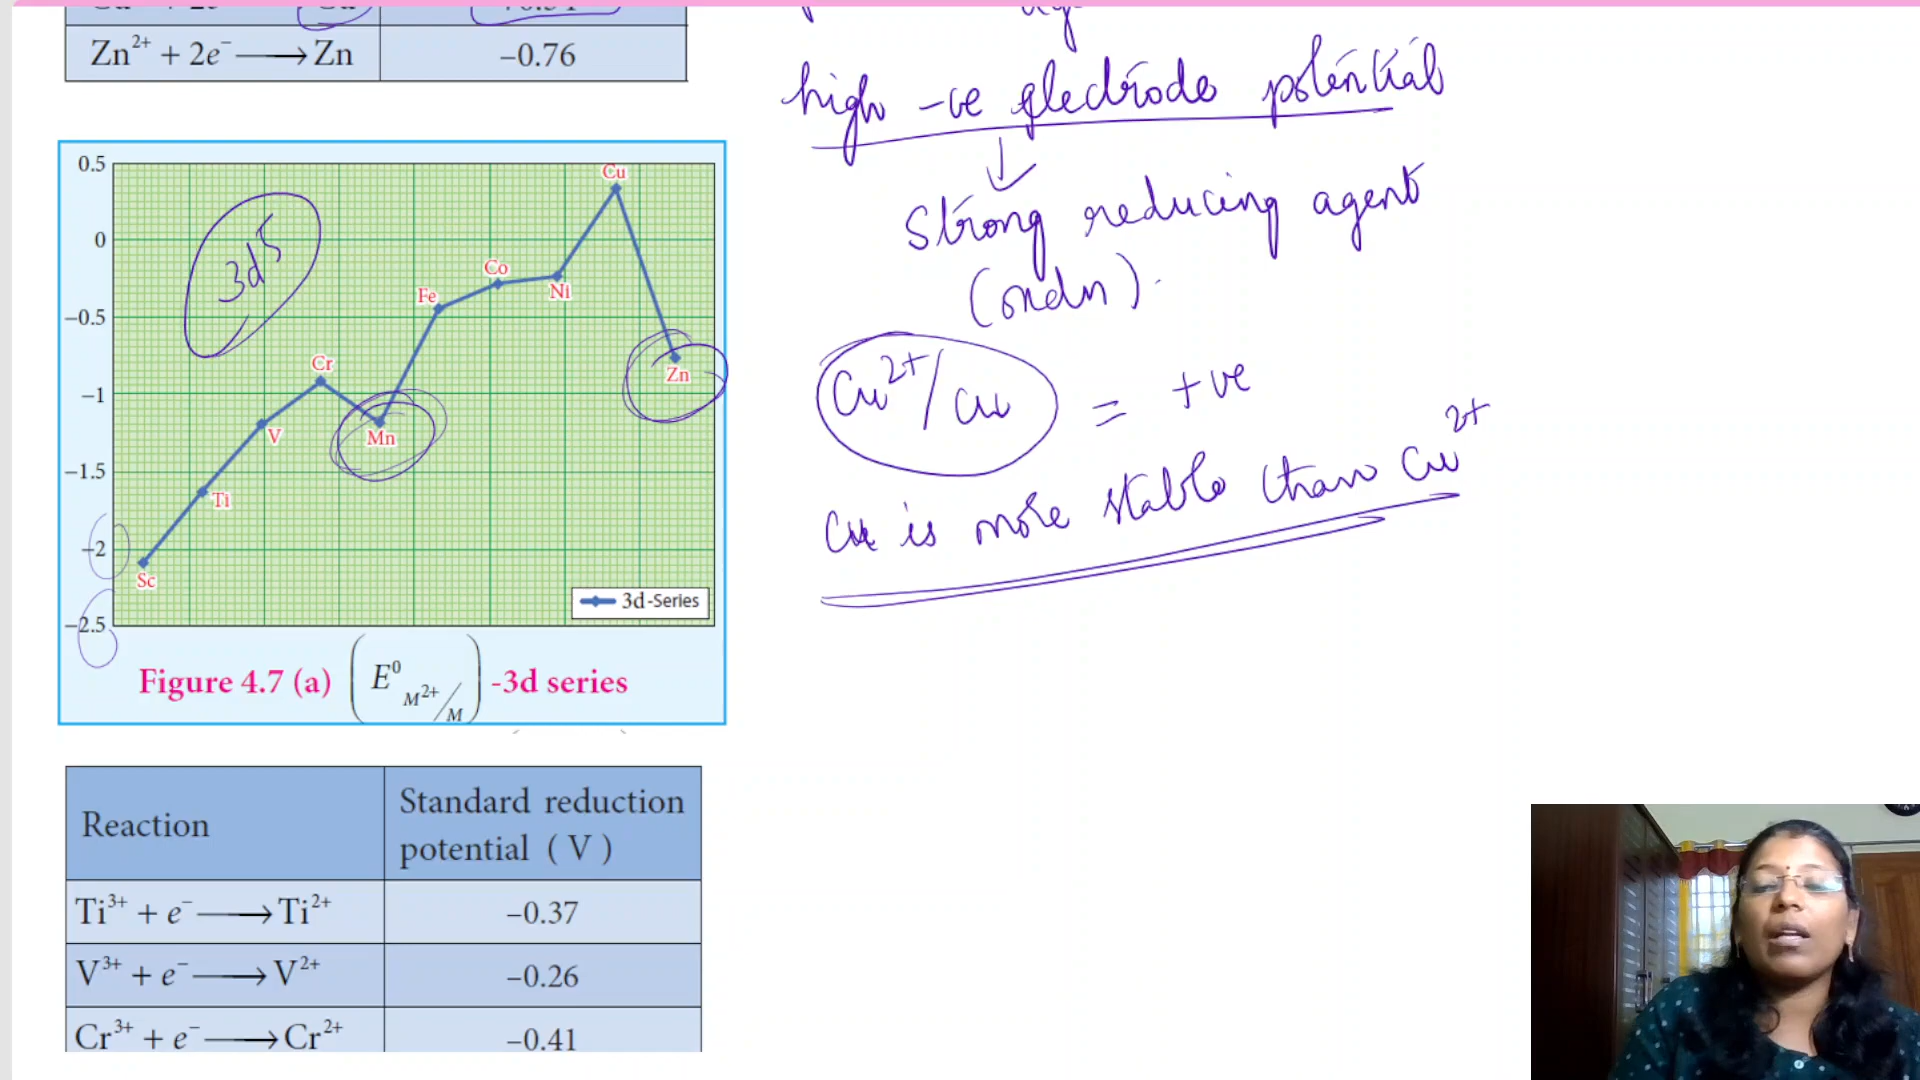 Zn²⁺ + 2e⁻ ⟶ Zn
–0.76
high -ve electrode potential
Strong reducing agent
Cu²⁺/Cu = +ve
Cu is more stable than Cu²⁺
0.5
0
–0.5
–1
–1.5
–2
–2.5
3d⁵
Sc
Ti
V
Cr
Mn
Fe
Co
Ni
Cu
Zn
3d-Series
Figure 4.7 (a) (E⁰ M²⁺/M) -3d series
Reaction
Standard reduction
potential ( V )
Ti³⁺ + e⁻ ⟶ Ti²⁺
–0.37
V³⁺ + e⁻ ⟶ V²⁺
–0.26
Cr³⁺ + e⁻ ⟶ Cr²⁺
–0.41